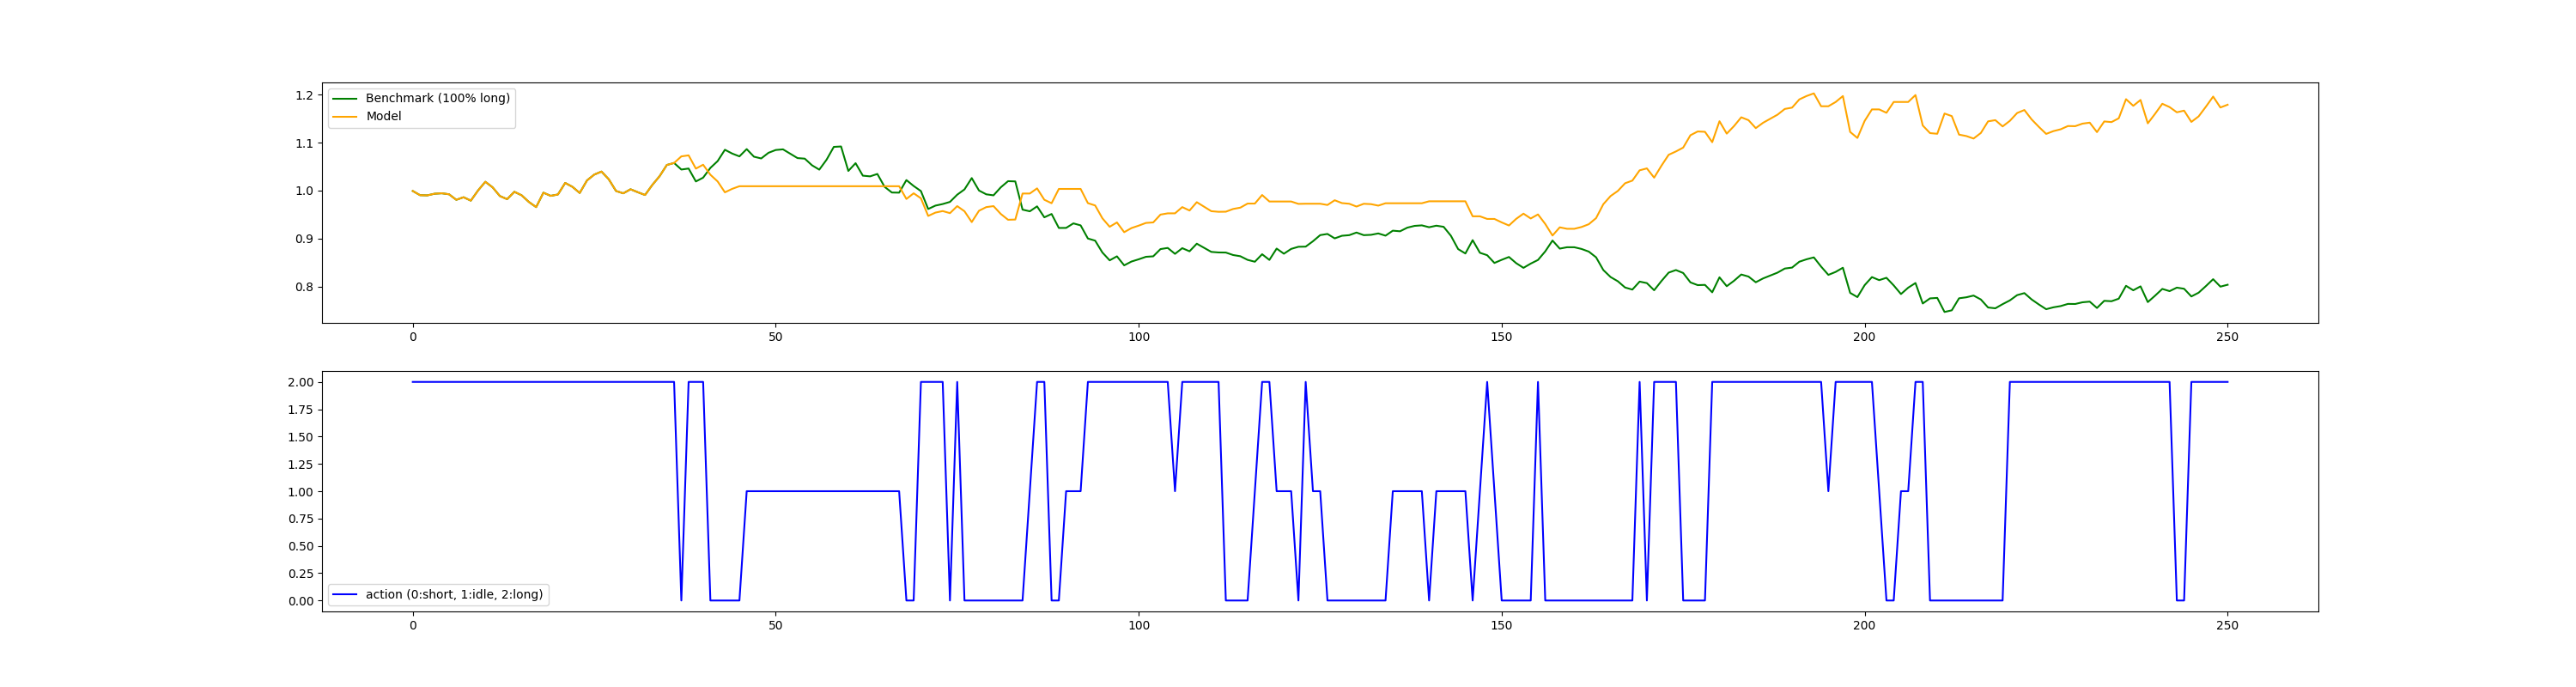 Benchmark (100% long)
Model
1.2
1.1
1.0
0.9
0.8
0 50 100 150 200 250
2.00
1.75
1.50
1.25
1.00
0.75
0.50
0.25
0.00
action (0:short, 1:idle, 2:long)
0 50 100 150 200 250